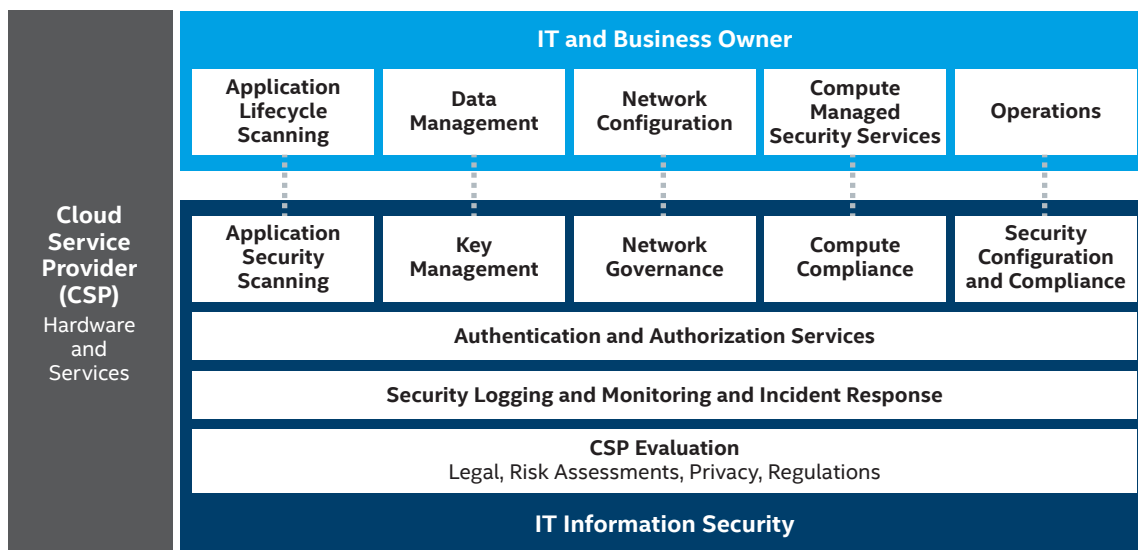 IT and Business Owner
Application
Lifecycle
Scanning
Data
Management
Network
Configuration
Compute
Managed
Security Services
Operations
Cloud
Service
Provider
(CSP)
Hardware
and
Services
Application
Security
Scanning
Key
Management
Network
Governance
Compute
Compliance
Security
Configuration
and Compliance
Authentication and Authorization Services
Security Logging and Monitoring and Incident Response
CSP Evaluation
Legal, Risk Assessments, Privacy, Regulations
IT Information Security